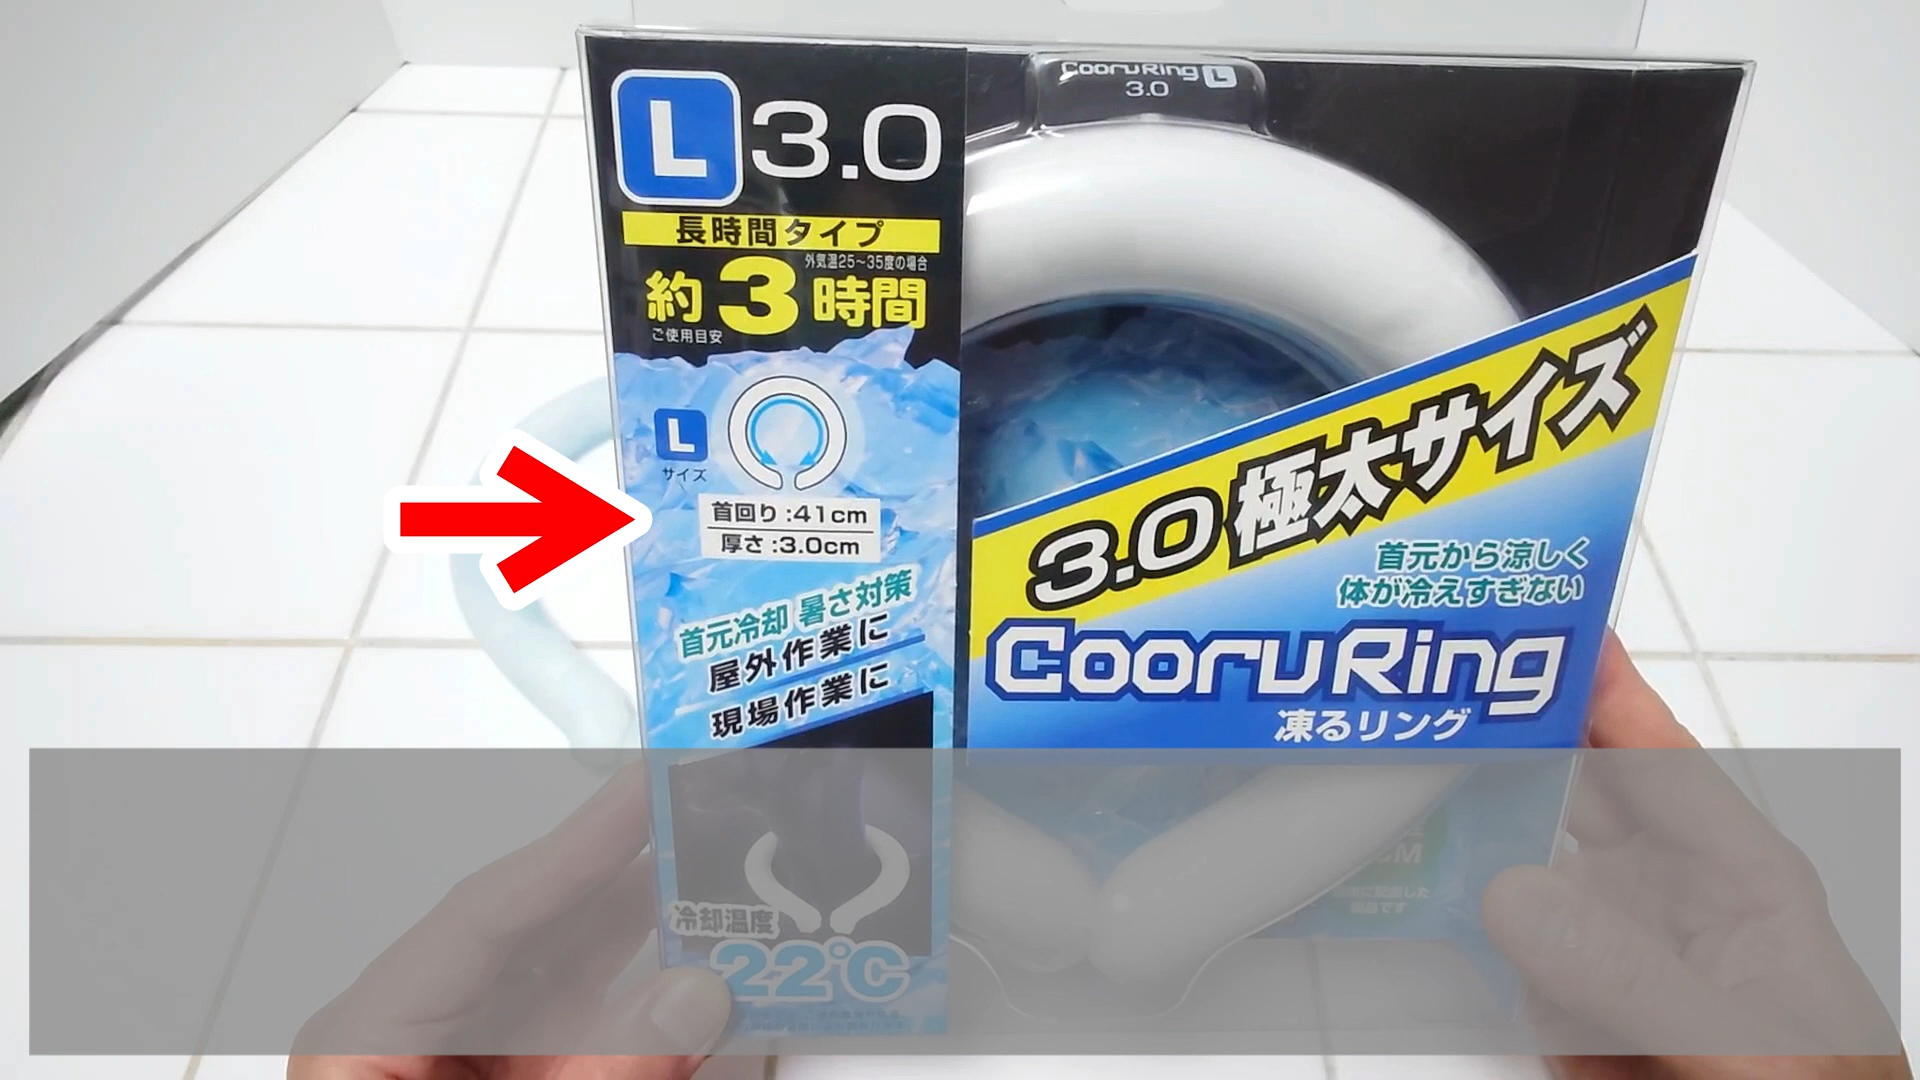 L 3.0
長時間タイプ
外気温25~35度の場合
約3時間
ご使用目安
L
サイズ
首回り:41cm
厚さ:3.0cm
首元冷却 暑さ対策
屋外作業に
現場作業に
冷却温度
22℃
CooruRing L
3.0
3.0極太サイズ
首元から涼しく
体が冷えすぎない
CooruRing
凍るリング